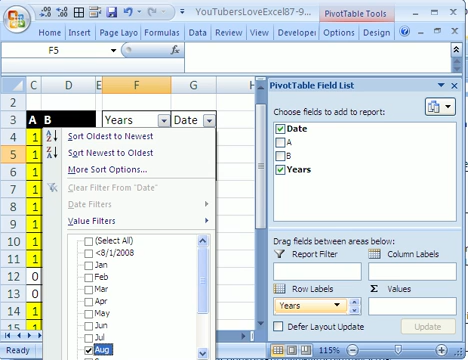 YouTubersLoveExcel87-9...
PivotTable Tools
Home
Insert
Page Layo
Formulas
Data
Review
View
Developer
Options
Design
F5
fx
PivotTable Field List
C
D
E
F
G
H
2
3
A
B
Years
Date
4
1
5
1
6
1
7
1
8
1
9
1
10
1
11
1
12
0
13
0
14
1
15
1
Sort Oldest to Newest
Sort Newest to Oldest
More Sort Options...
Clear Filter From "Date"
Date Filters
Value Filters
(Select All)
<8/1/2008
Jan
Feb
Mar
Apr
May
Jun
Jul
Aug
Choose fields to add to report:
Date
A
B
Years
Drag fields between areas below:
Report Filter
Column Labels
Row Labels
Σ Values
Years
Defer Layout Update
Update
Ready
115%